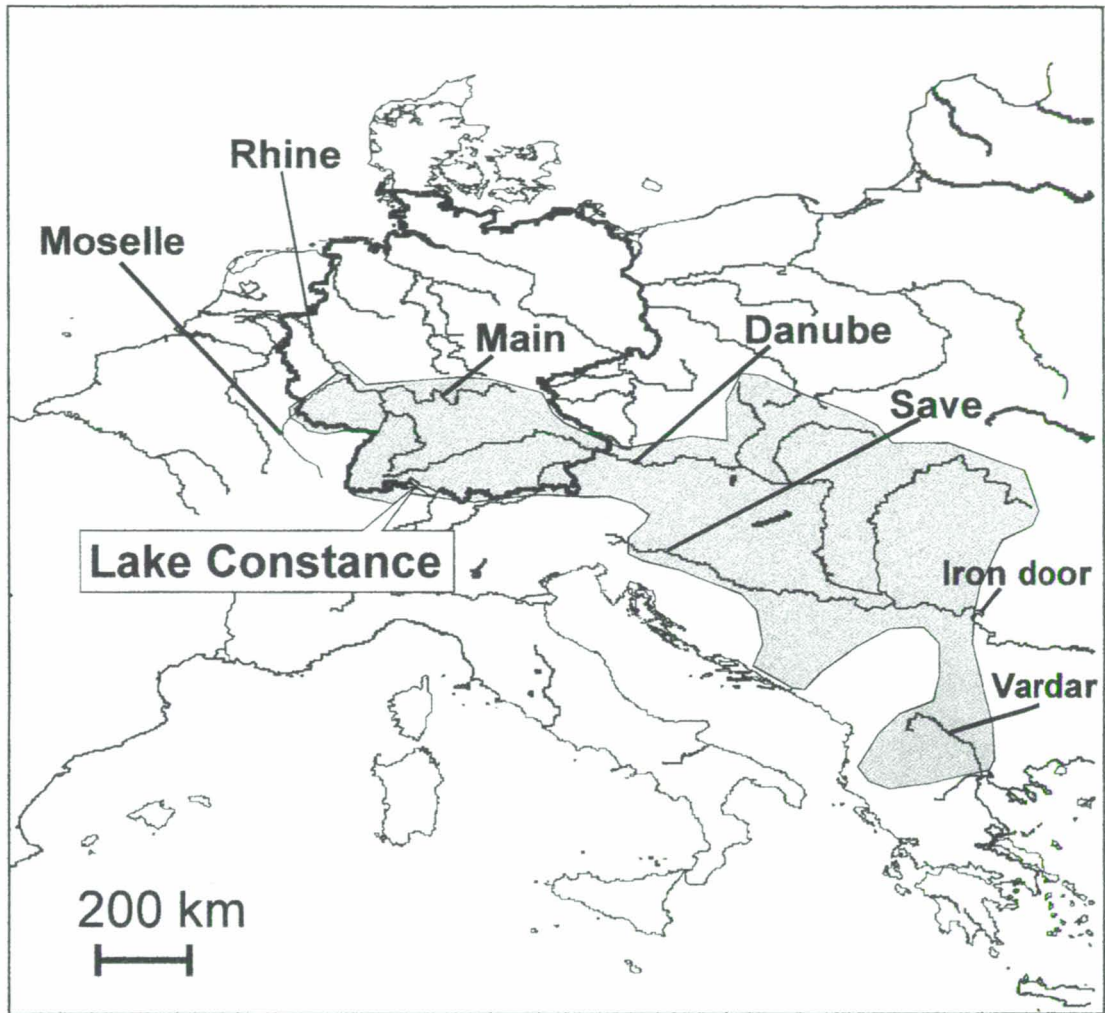 Rhine
Moselle
Main
Danube
Save
Lake Constance
Iron door
Vardar
200 km